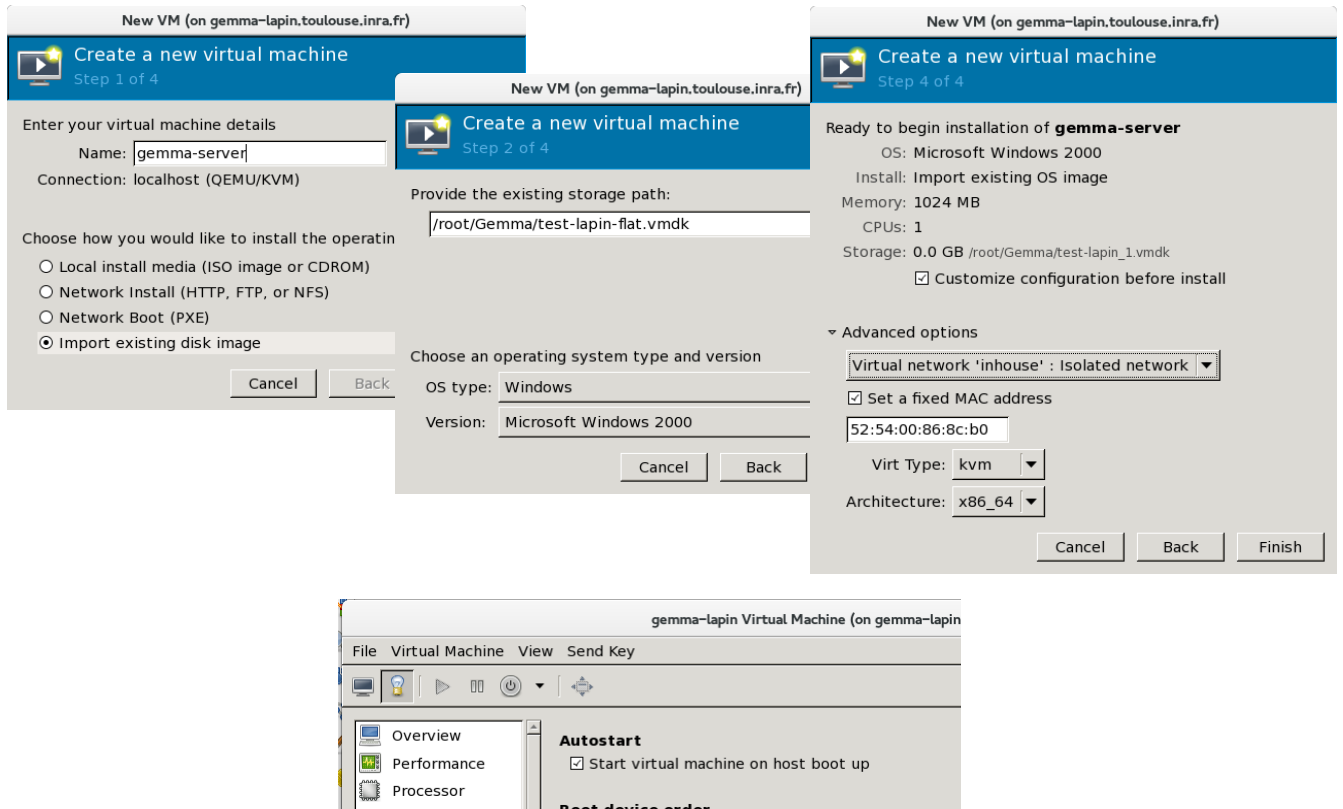 New VM (on gemma-lapin.toulouse.inra.fr)
Create a new virtual machine
Step 1 of 4
Enter your virtual machine details
Name: gemma-server
Connection: localhost (QEMU/KVM)
Choose how you would like to install the operatin
Local install media (ISO image or CDROM)
Network Install (HTTP, FTP, or NFS)
Network Boot (PXE)
Import existing disk image
Cancel Back
New VM (on gemma-lapin.toulouse.inra.fr)
Create a new virtual machine
Step 2 of 4
Provide the existing storage path:
/root/Gemma/test-lapin-flat.vmdk
Choose an operating system type and version
OS type: Windows
Version: Microsoft Windows 2000
Cancel Back
New VM (on gemma-lapin.toulouse.inra.fr)
Create a new virtual machine
Step 4 of 4
Ready to begin installation of gemma-server
OS: Microsoft Windows 2000
Install: Import existing OS image
Memory: 1024 MB
CPUs: 1
Storage: 0.0 GB /root/Gemma/test-lapin_1.vmdk
Customize configuration before install
Advanced options
Virtual network 'inhouse' : Isolated network
Set a fixed MAC address
52:54:00:86:8c:b0
Virt Type: kvm
Architecture: x86_64
Cancel Back Finish
gemma-lapin Virtual Machine (on gemma-lapin
File Virtual Machine View Send Key
Overview
Performance
Processor
Autostart
Start virtual machine on host boot up
Boot device order